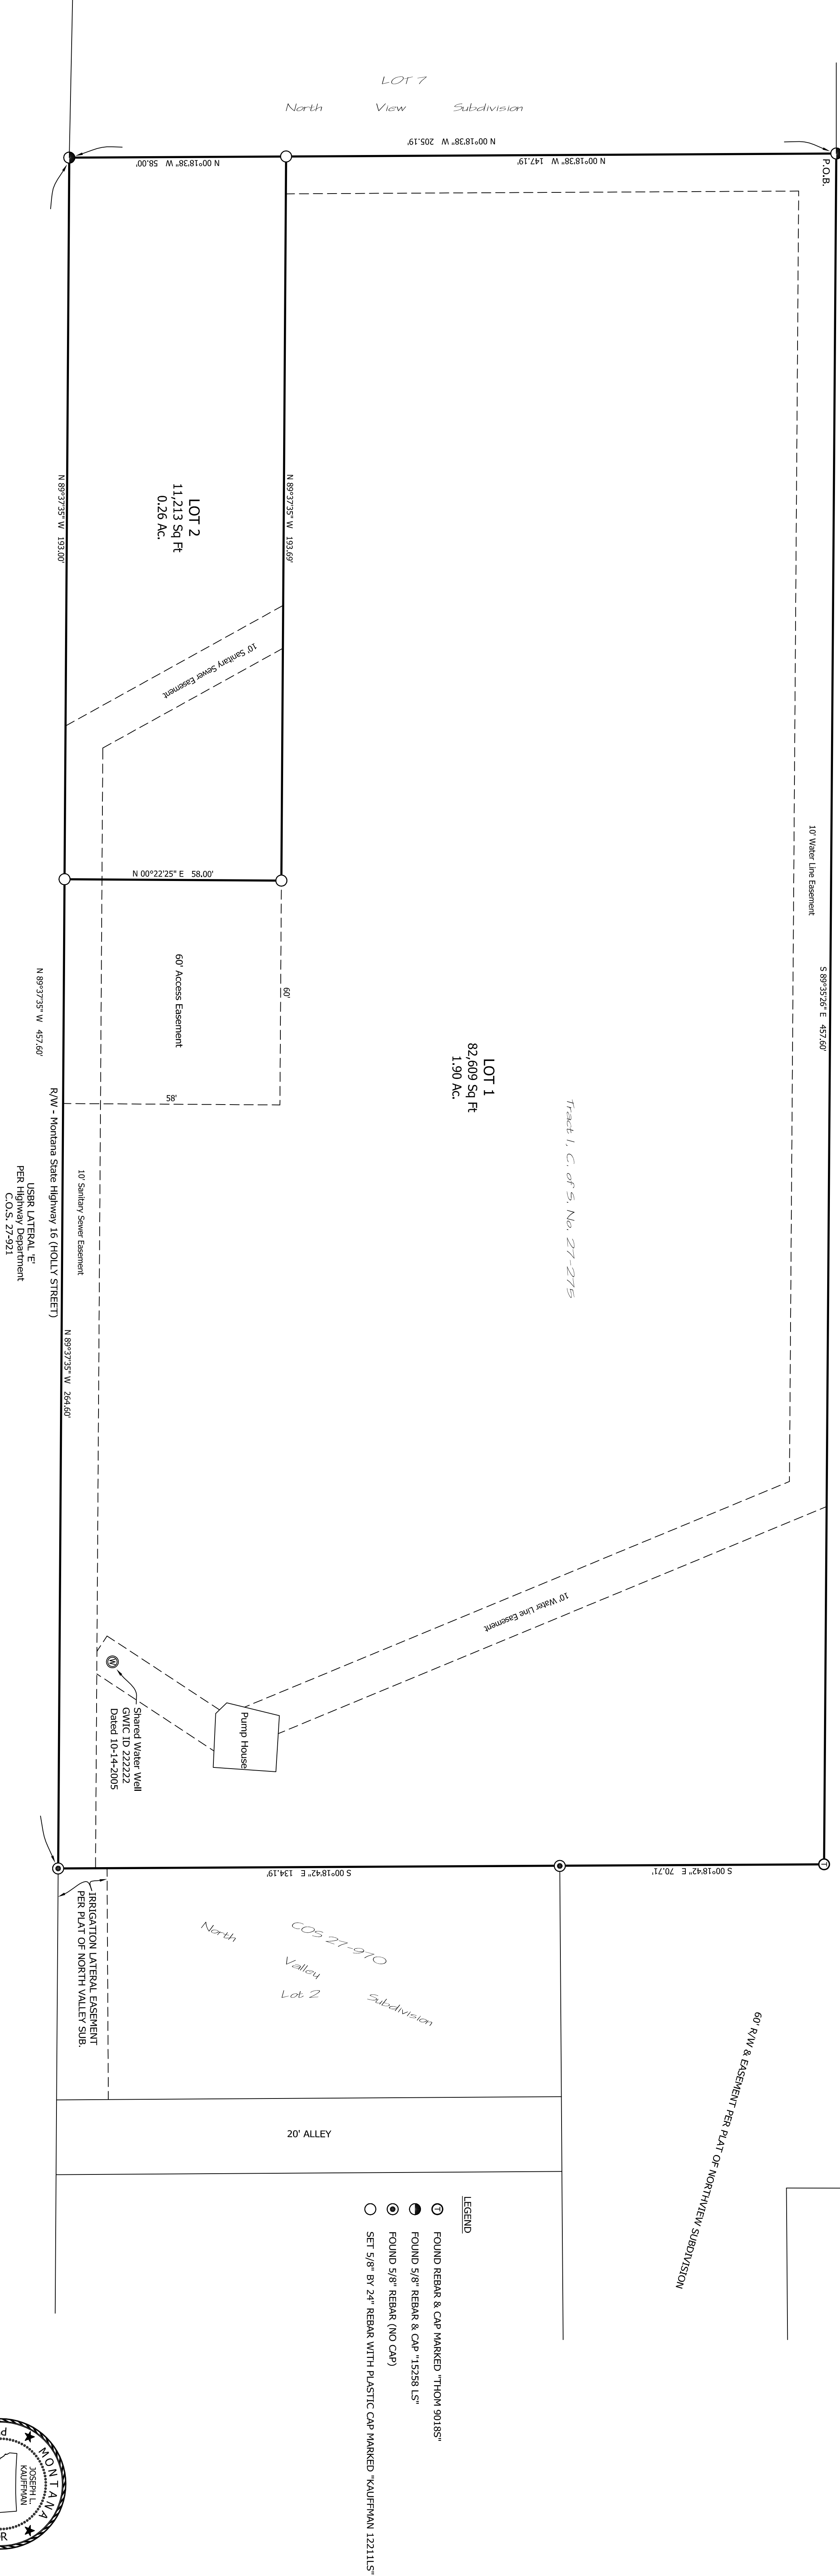 LOT 7
North View Subdivision
N 00°18'38" W 205.19'
N 00°18'38" W 58.00'
N 00°18'38" W 147.19'
P.O.B.
N 89°37'35" W 193.00'
LOT 2
11,213 Sq Ft
0.26 Ac.
N 89°37'35" W 193.69'
10' Sanitary Sewer Easement
10' Water Line Easement
S 89°35'26" E 457.60'
N 00°22'25" E 58.00'
60' Access Easement
60'
58'
N 89°37'35" W 457.60'
R/W - Montana State Highway 16 (HOLLY STREET)
USBR LATERAL 'E'
PER Highway Department
C.O.S. 27-921
10' Sanitary Sewer Easement
N 89°37'35" W 264.60'
LOT 1
82,609 Sq Ft
1.90 Ac.
Tract 1, C. of S. No. 27-275
10' Water Line Easement
Pump House
W
Shared Water Well
GWIC ID 222222
Dated 10-14-2005
S 00°18'42" E 134.19'
S 00°18'42" E 70.71'
T
IRRIGATION LATERAL EASEMENT
PER PLAT OF NORTH VALLEY SUB.
COS 27-970
North Valley Subdivision
Lot 2
60' R/W & EASEMENT PER PLAT OF NORTHVIEW SUBDIVISION
20' ALLEY
LEGEND
T FOUND REBAR & CAP MARKED "THOM 9018S"
FOUND 5/8" REBAR & CAP "15258 LS"
FOUND 5/8" REBAR (NO CAP)
SET 5/8" BY 24" REBAR WITH PLASTIC CAP MARKED "KAUFFMAN 12211LS"
MONTANA
JOSEPH L.
KAUFFMAN